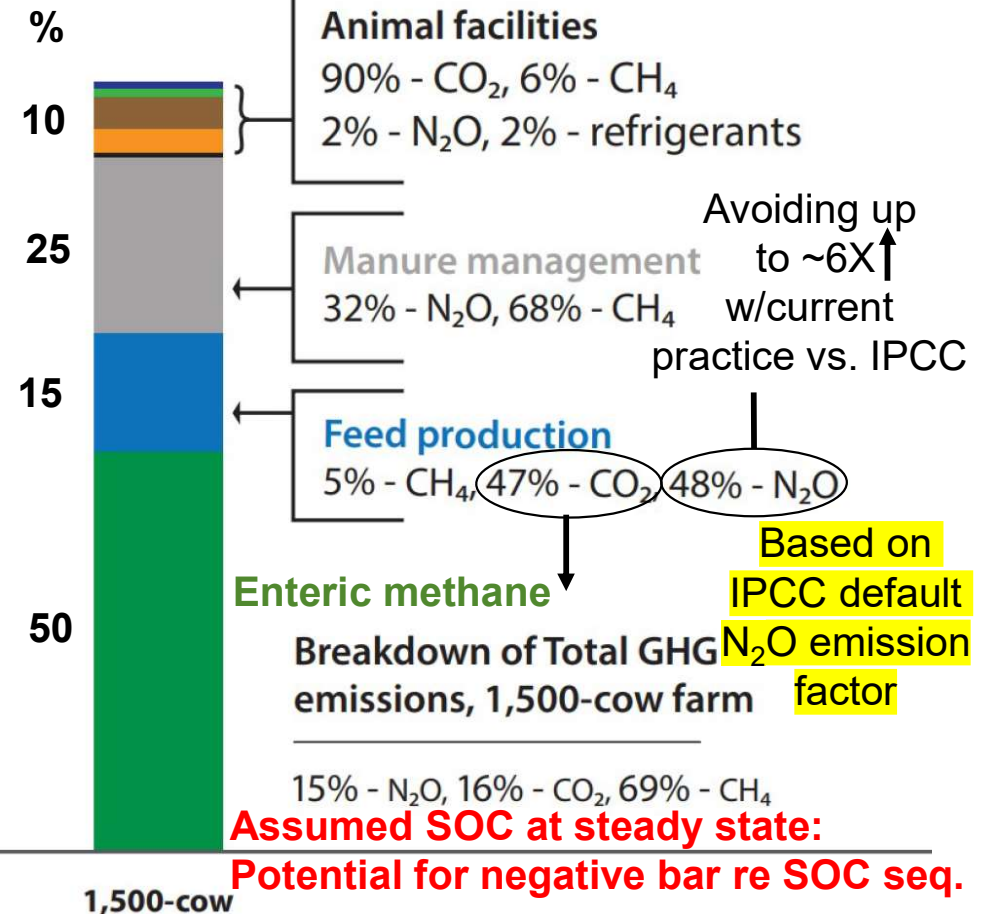 %
Animal facilities
90% - CO₂, 6% - CH₄
10
2% - N₂O, 2% - refrigerants
Avoiding up
to ~6X
w/current
practice vs. IPCC
25
Manure management
32% - N₂O, 68% - CH₄
15
Feed production
5% - CH₄, 47% - CO₂, 48% - N₂O
Based on
IPCC default
N₂O emission
factor
Enteric methane
50
Breakdown of Total GHG
emissions, 1,500-cow farm
15% - N₂O, 16% - CO₂, 69% - CH₄
Assumed SOC at steady state:
Potential for negative bar re SOC seq.
1,500-cow